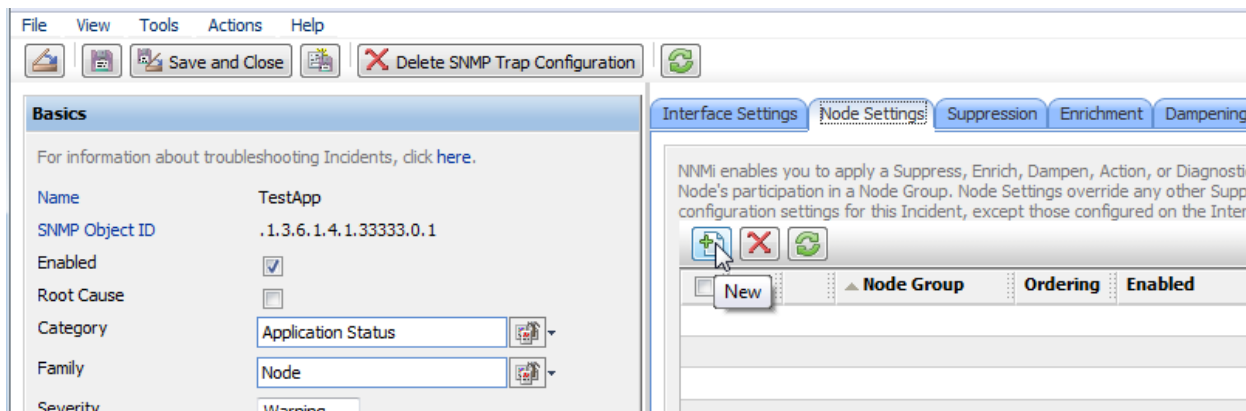 File View Tools Actions Help
Save and Close Delete SNMP Trap Configuration
Basics
For information about troubleshooting Incidents, click here.
Name TestApp
SNMP Object ID .1.3.6.1.4.1.33333.0.1
Enabled
Root Cause
Category Application Status
Family Node
Severity Warning
Interface Settings Node Settings Suppression Enrichment Dampening
NNMi enables you to apply a Suppress, Enrich, Dampen, Action, or Diagnosti
Node's participation in a Node Group. Node Settings override any other Supp
configuration settings for this Incident, except those configured on the Inter
New
Node Group Ordering Enabled